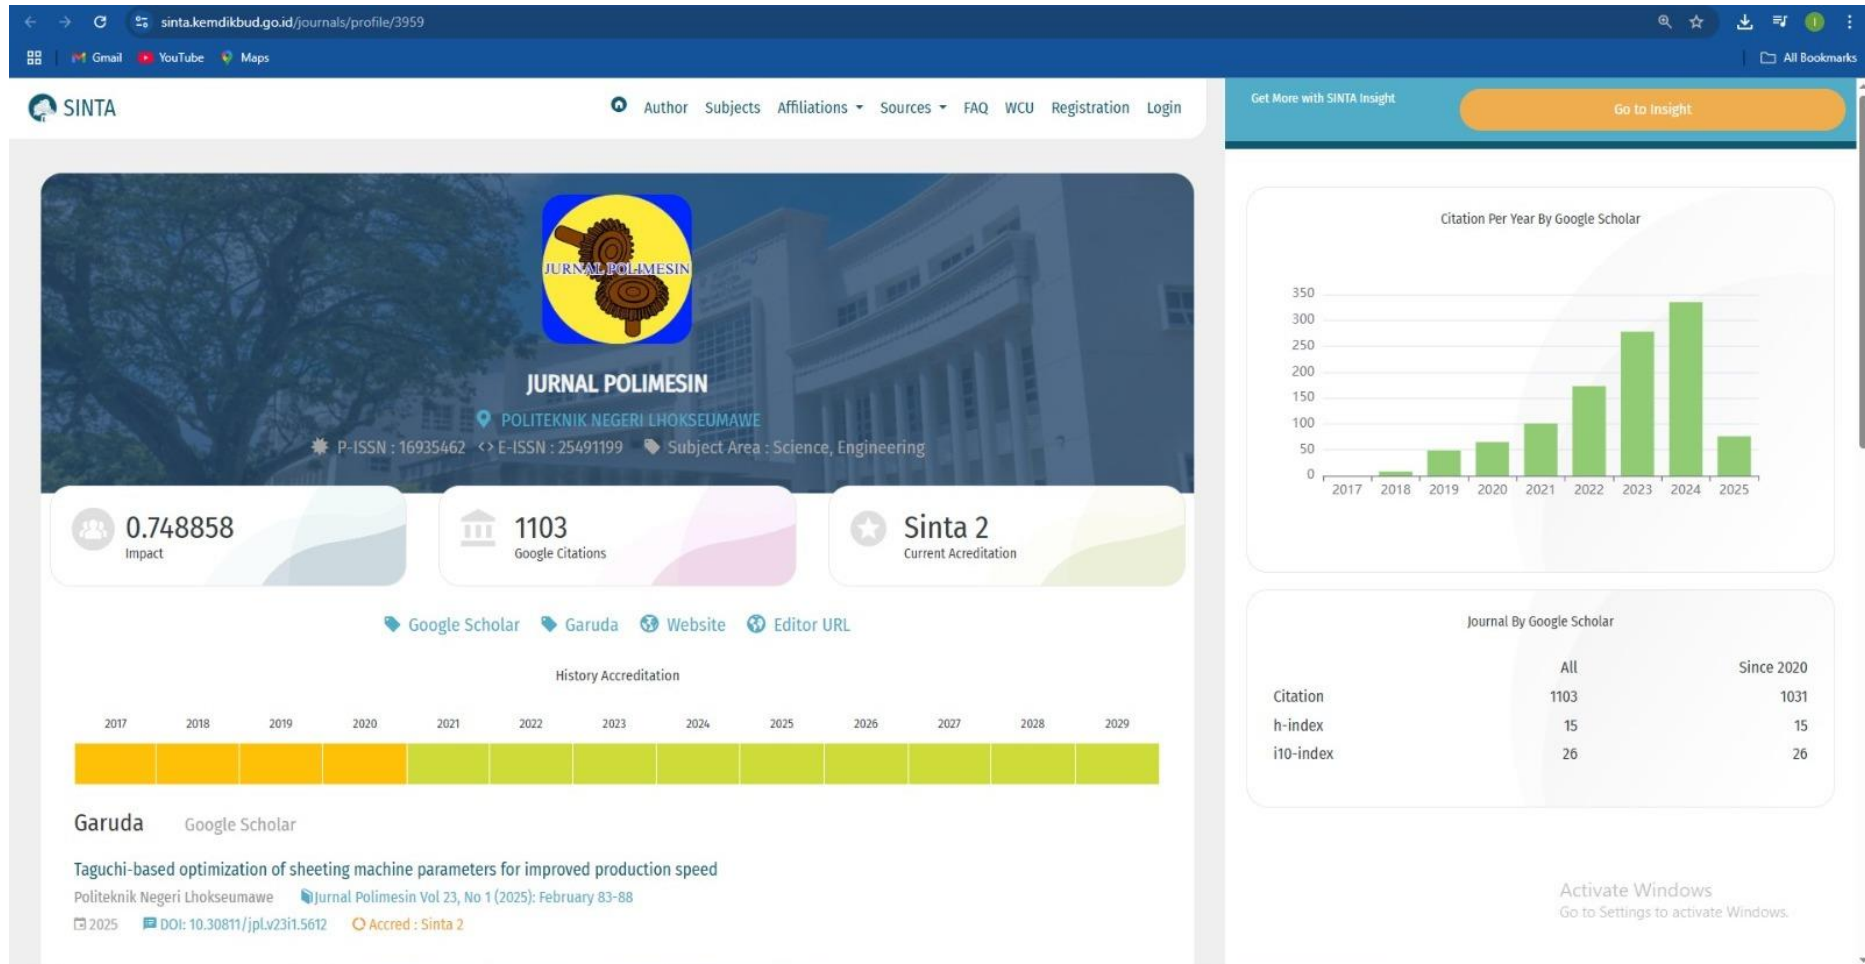 sinta.kemdikbud.go.id/journals/profile/3959
Gmail YouTube Maps All Bookmarks
SINTA
Author Subjects Affiliations Sources FAQ WCU Registration Login
Get More with SINTA Insight
Go to Insight
JURNAL POLIMESIN
JURNAL POLIMESIN
POLITEKNIK NEGERI LHOKSEUMAWE
P-ISSN : 16935462 <> E-ISSN : 25491199 Subject Area : Science, Engineering
0.748858
Impact
1103
Google Citations
Sinta 2
Current Acreditation
Google Scholar Garuda Website Editor URL
History Accreditation
2017 2018 2019 2020 2021 2022 2023 2024 2025 2026 2027 2028 2029
Garuda Google Scholar
Taguchi-based optimization of sheeting machine parameters for improved production speed
Politeknik Negeri Lhokseumawe Jurnal Polimesin Vol 23, No 1 (2025): February 83-88
2025 DOI: 10.30811/jpl.v23i1.5612 Accred : Sinta 2
Citation Per Year By Google Scholar
350
300
250
200
150
100
50
0
2017 2018 2019 2020 2021 2022 2023 2024 2025
Journal By Google Scholar
All Since 2020
Citation 1103 1031
h-index 15 15
i10-index 26 26
Activate Windows
Go to Settings to activate Windows.